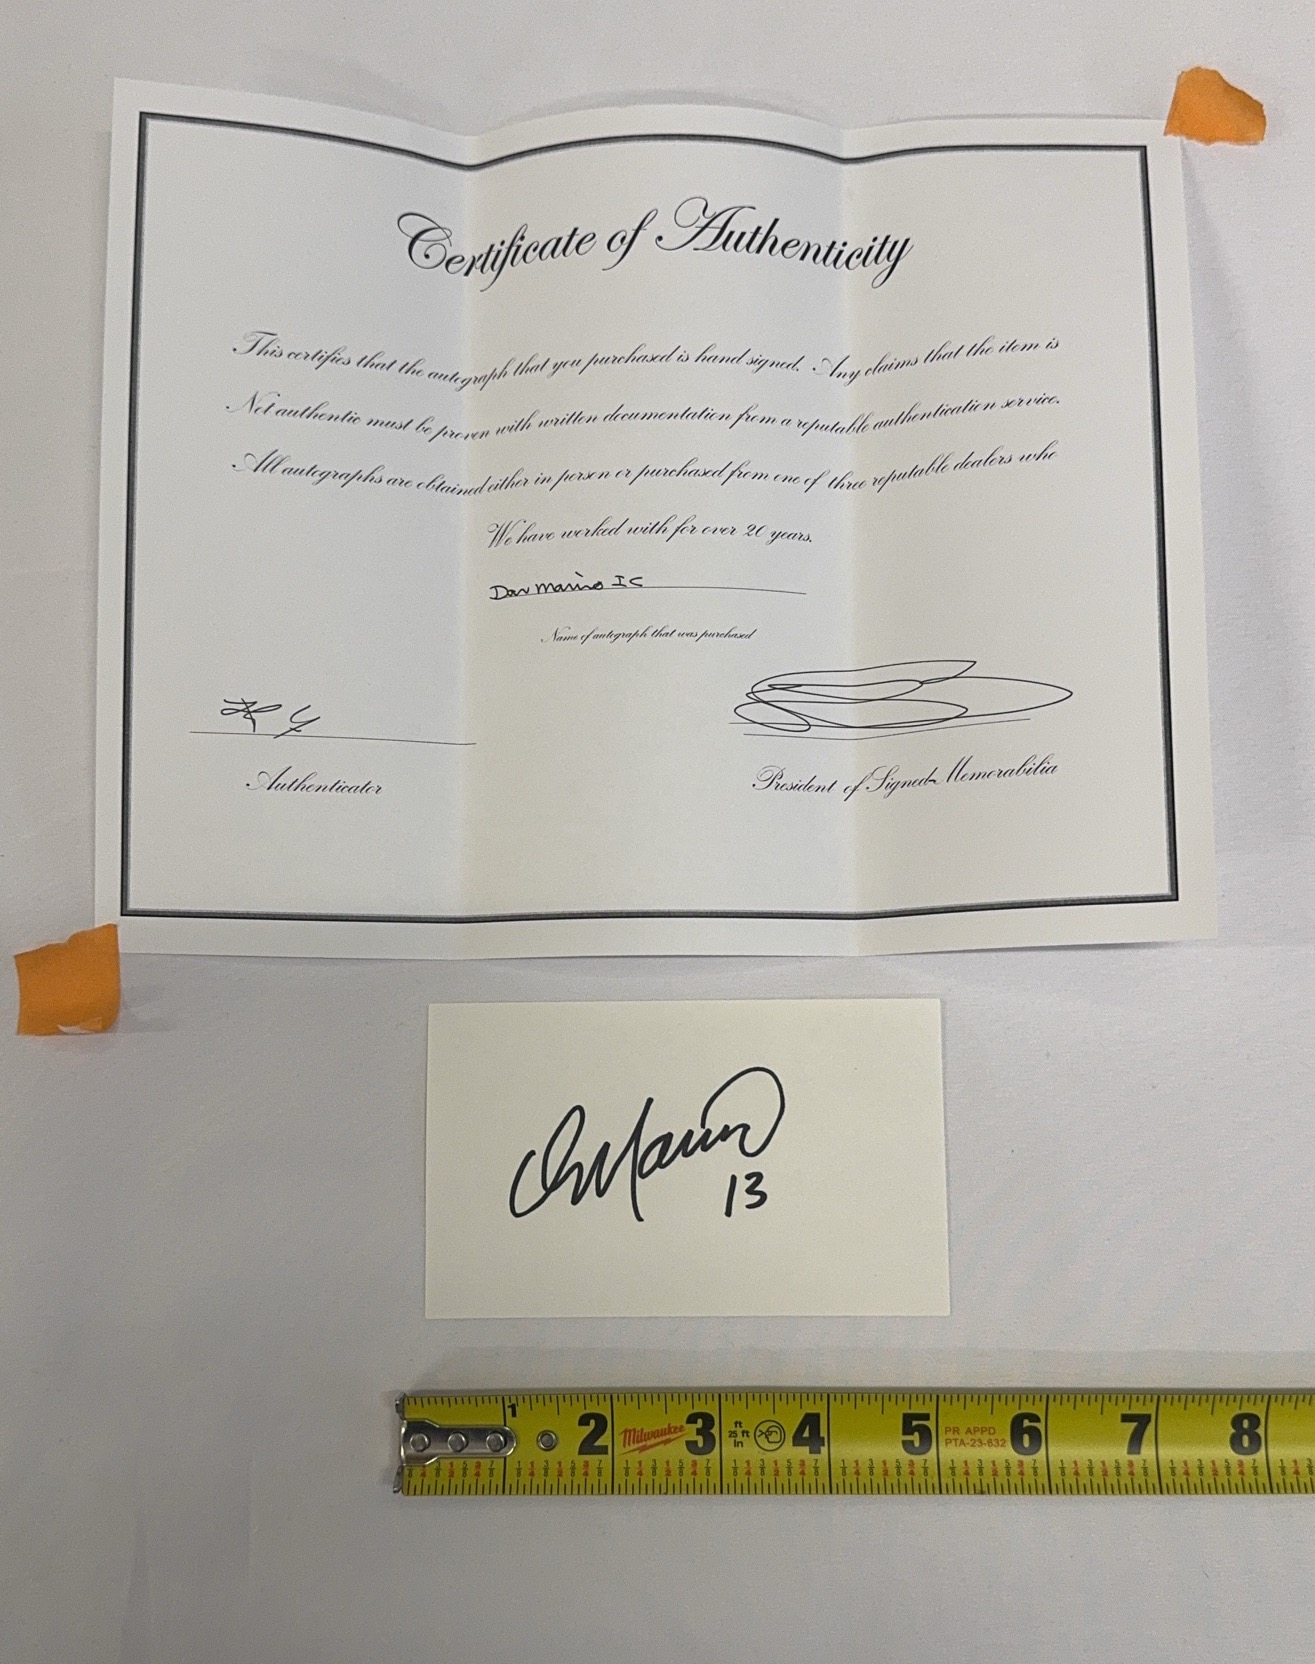 Certificate of Authenticity
This certifies that the autograph that you purchased is hand signed. Any claims that the item is
Not authentic must be proven with written documentation from a reputable authentication service.
All autographs are obtained either in person or purchased from one of three reputable dealers who
We have worked with for over 20 years.
Dan Marino IC
Name of autograph that was purchased
Authenticator
President of Signed Memorabilia
Dan Marino
13
1 2 Milwaukee 3 ft 25 ft in 4 5 PR APPD PTA-23-632 6 7 8